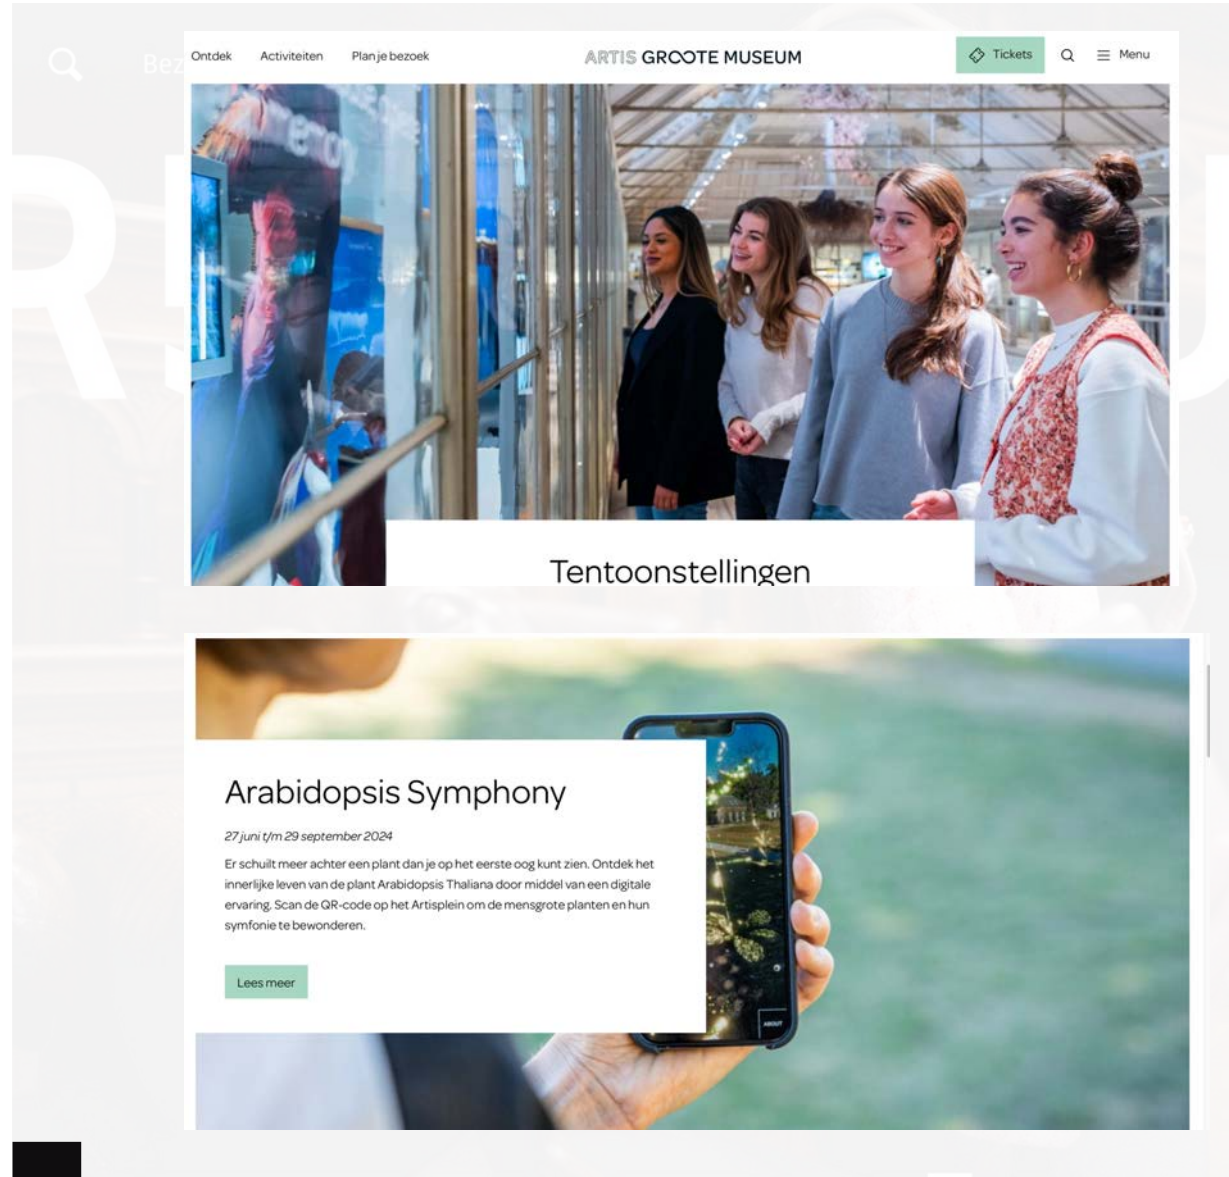 Bez
Ontdek Activiteiten Plan je bezoek ARTIS GROOTE MUSEUM Tickets Menu
Tentoonstellingen
Arabidopsis Symphony
27 juni t/m 29 september 2024
Er schuilt meer achter een plant dan je op het eerste oog kunt zien. Ontdek het
innerlijke leven van de plant Arabidopsis Thaliana door middel van een digitale
ervaring. Scan de QR-code op het Artisplein om de mensgrote planten en hun
symfonie te bewonderen.
Lees meer
ABOUT